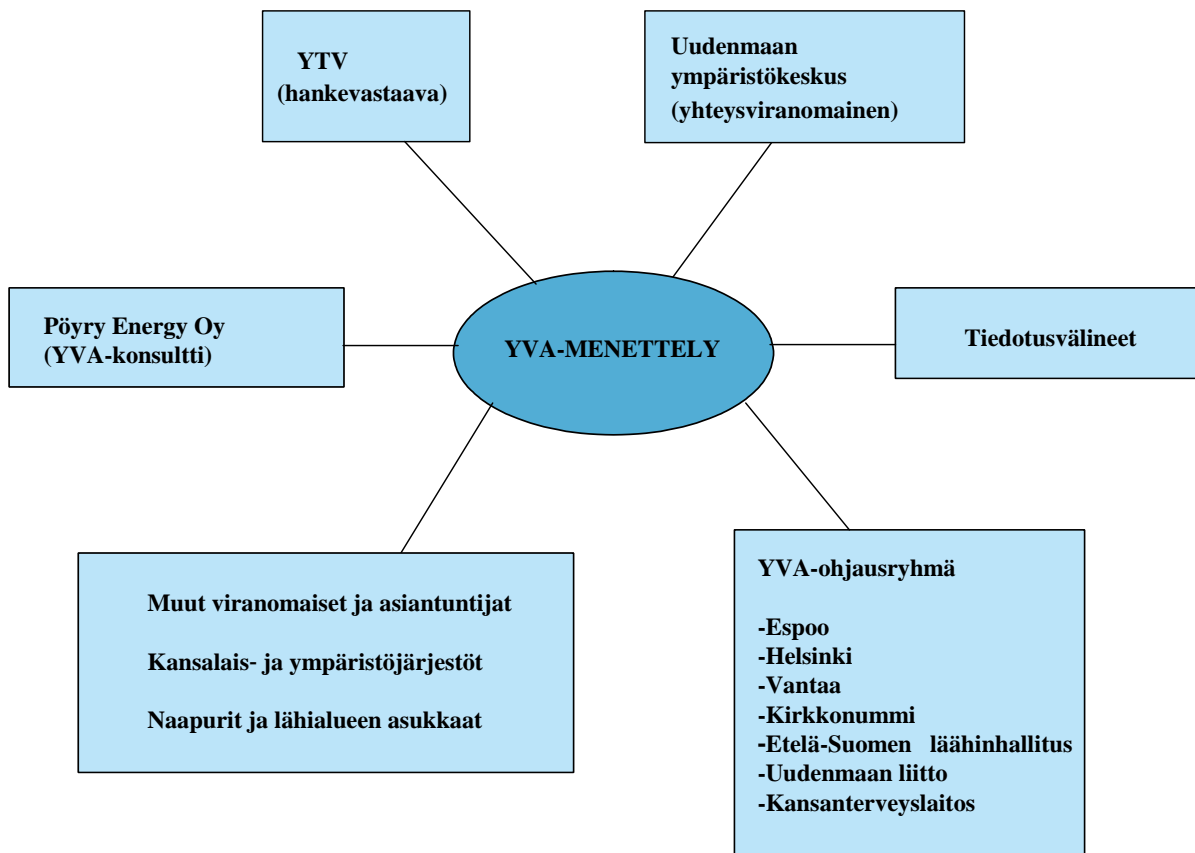 YTV
(hankevastaava)
Uudenmaan
ympäristökeskus
(yhteysviranomainen)
Pöyry Energy Oy
(YVA-konsultti)
YVA-MENETTELY
Tiedotusvälineet
Muut viranomaiset ja asiantuntijat
Kansalais- ja ympäristöjärjestöt
Naapurit ja lähialueen asukkaat
YVA-ohjausryhmä
-Espoo
-Helsinki
-Vantaa
-Kirkkonummi
-Etelä-Suomen läähinhallitus
-Uudenmaan liitto
-Kansanterveyslaitos